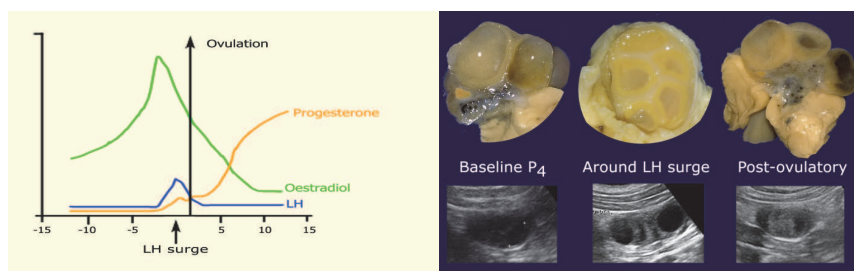 Ovulation
Progesterone
Oestradiol
LH
-15 -10 -5 0 5 10 15
LH surge
Baseline P4 Around LH surge Post-ovulatory